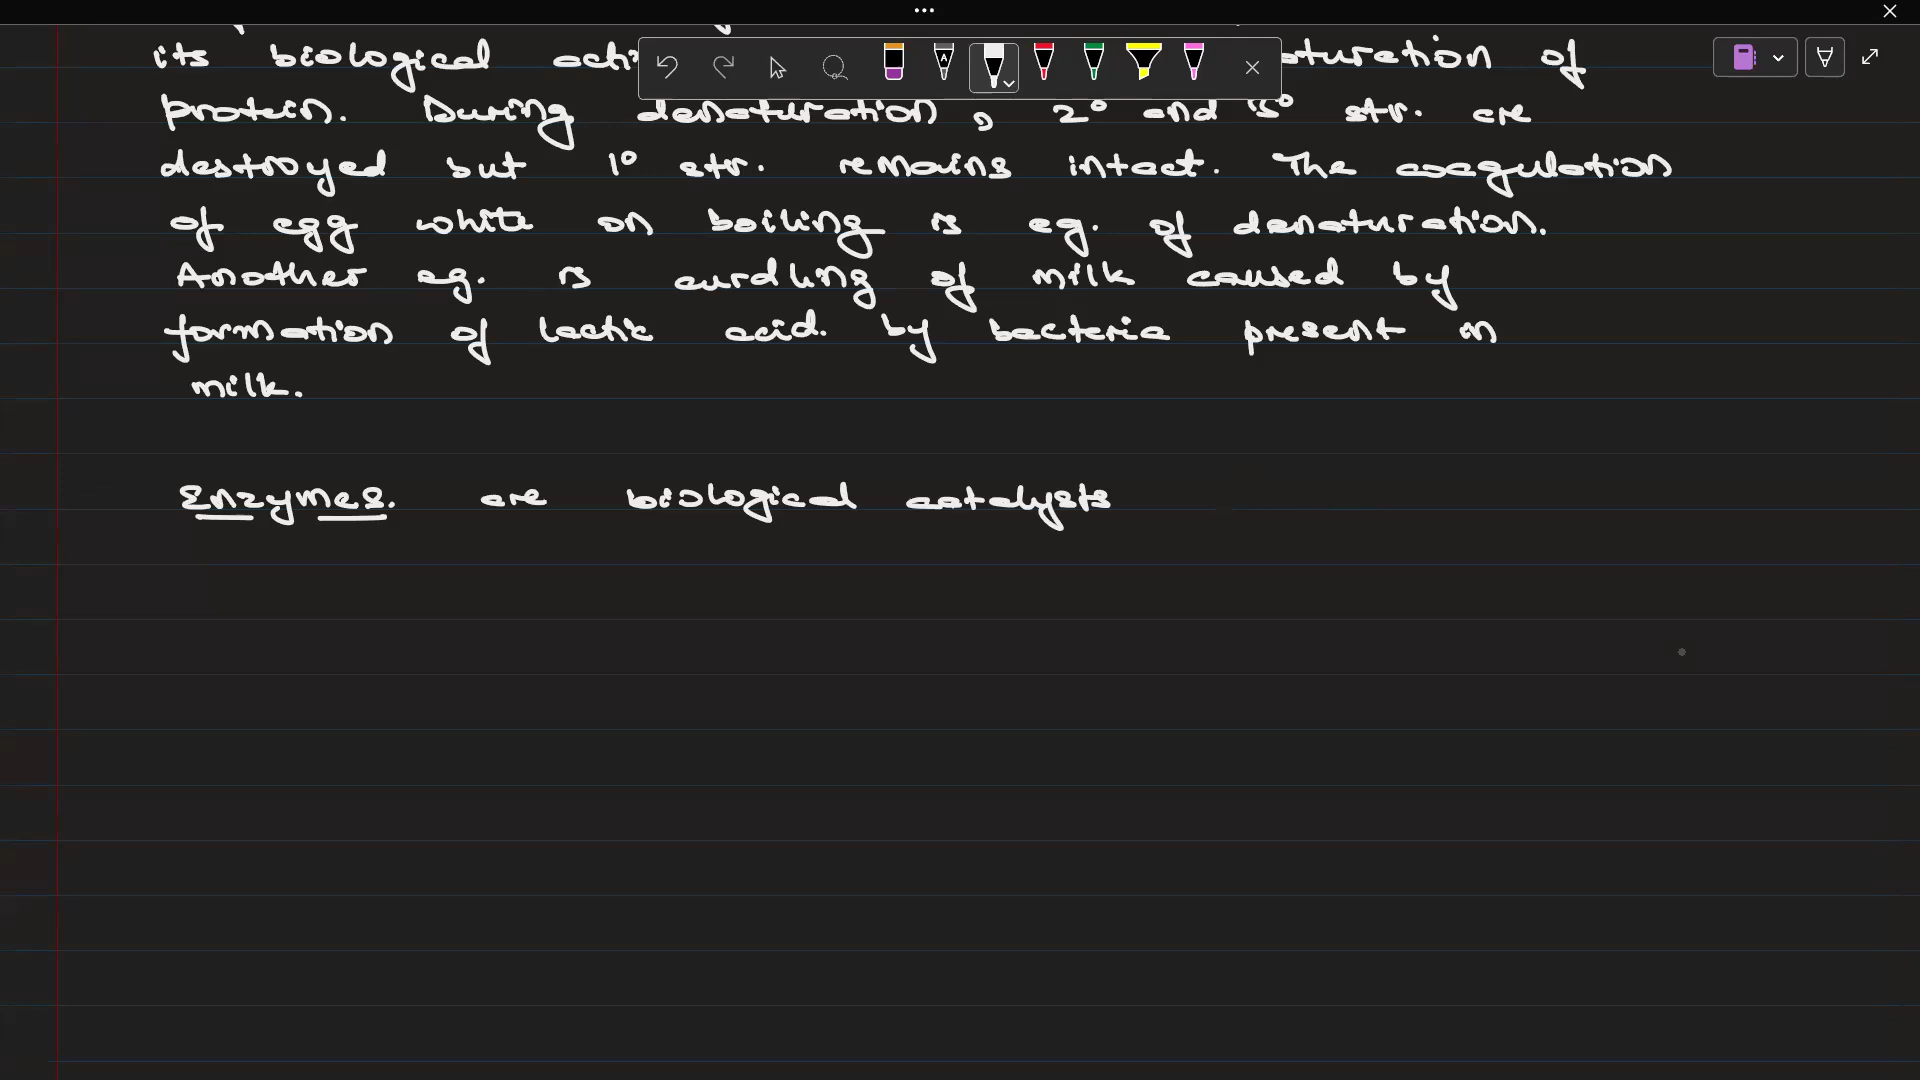 its biological acti
aturation of
protein. During denaturation, 2° and 3° str. are
destroyed but 1° str. remains intact. The coagulation
of egg white on boiling is eg. of denaturation.
Another eg. is curdling of milk caused by
formation of lactic acid. by bacteria present in
milk.
Enzymes. are biological catalysts